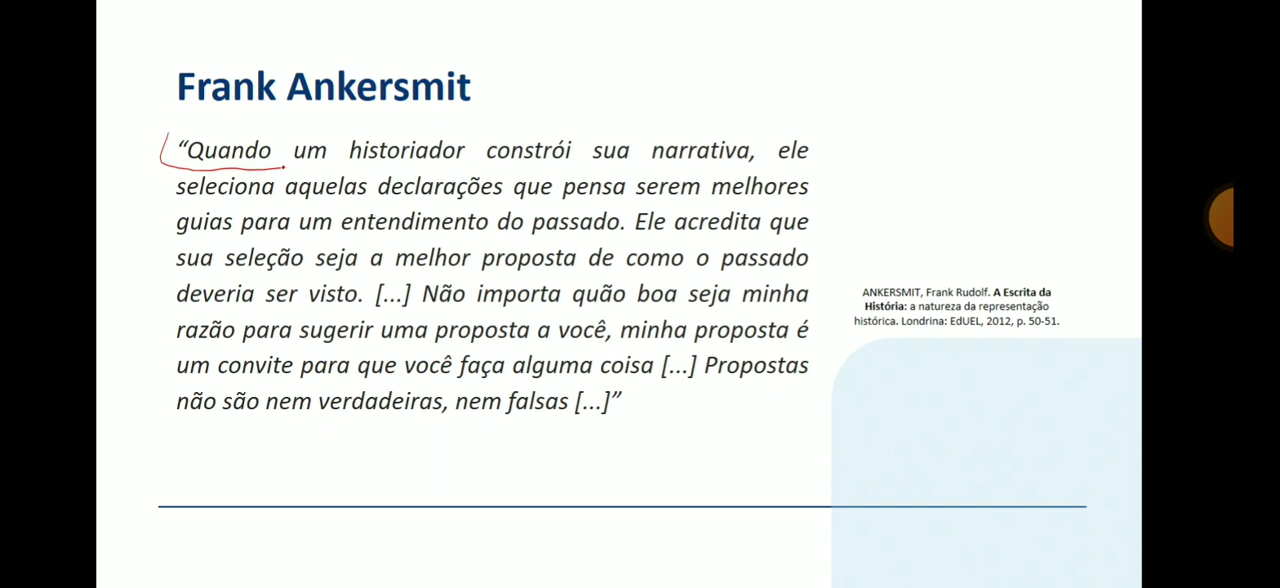 Frank Ankersmit
“Quando um historiador constrói sua narrativa, ele
seleciona aquelas declarações que pensa serem melhores
guias para um entendimento do passado. Ele acredita que
sua seleção seja a melhor proposta de como o passado
deveria ser visto. [...] Não importa quão boa seja minha
razão para sugerir uma proposta a você, minha proposta é
um convite para que você faça alguma coisa [...] Propostas
não são nem verdadeiras, nem falsas [...]”
ANKERSMIT, Frank Rudolf. A Escrita da
História: a natureza da representação
histórica. Londrina: EdUEL, 2012, p. 50-51.